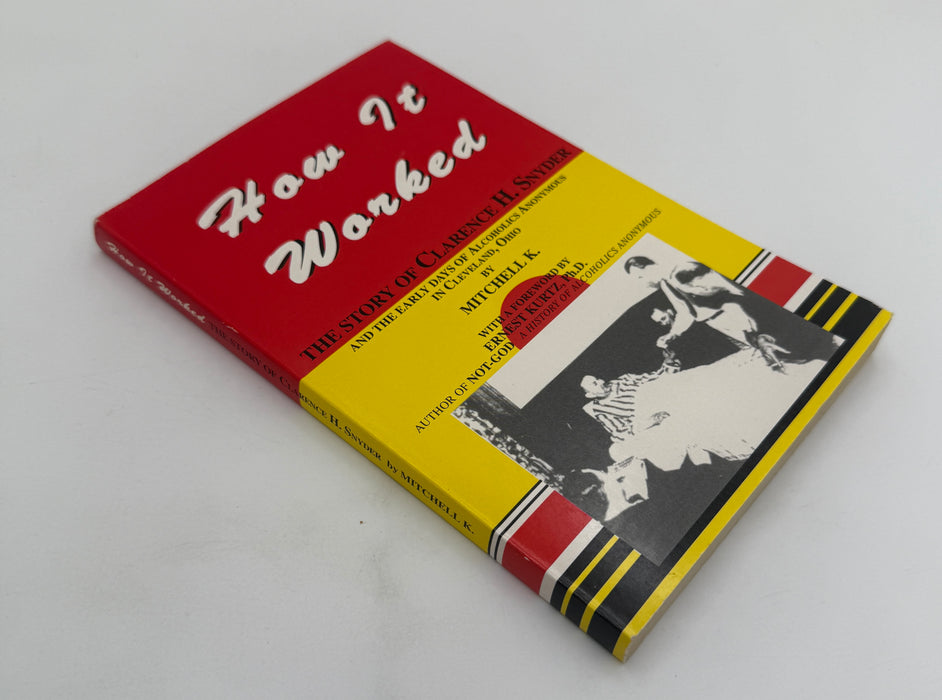 How It
Worked
THE STORY OF CLARENCE H. SNYDER
AND THE EARLY DAYS OF ALCOHOLICS ANONYMOUS
IN CLEVELAND, OHIO
BY
MITCHELL K.
WITH A FOREWORD BY
ERNEST KURTZ, Ph.D.
AUTHOR OF NOT-GOD A HISTORY OF ALCOHOLICS ANONYMOUS
How It Worked THE STORY OF CLARENCE H. SNYDER by MITCHELL K.